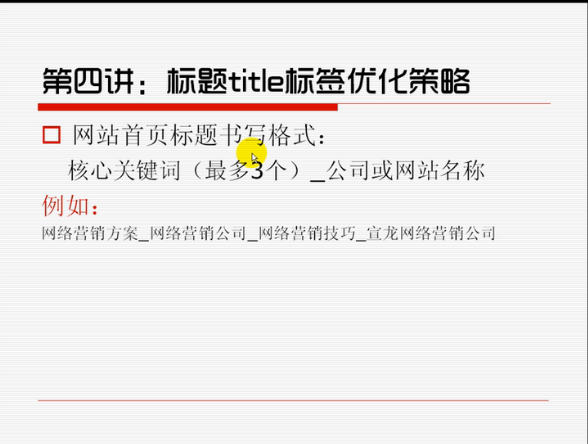 第四讲：标题title标签优化策略
网站首页标题书写格式：
核心关键词（最多3个）_公司或网站名称
例如：
网络营销方案_网络营销公司_网络营销技巧_宣龙网络营销公司